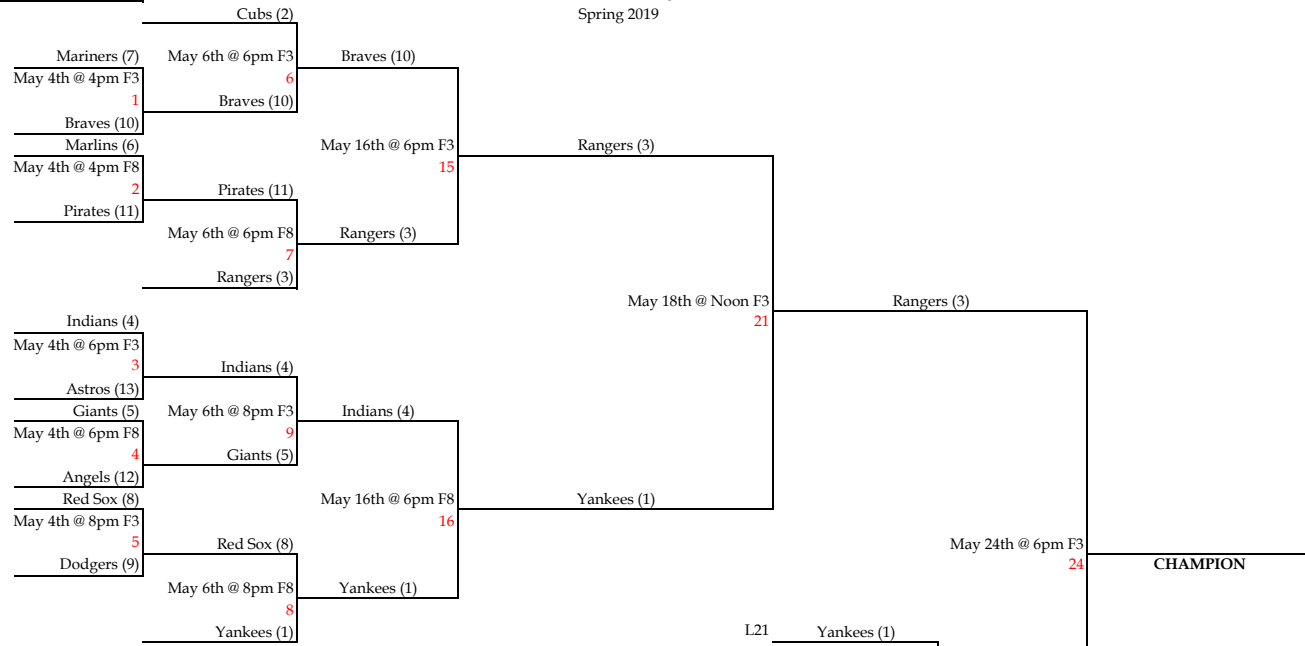 Cubs (2)
Spring 2019
Mariners (7)
May 6th @ 6pm F3
Braves (10)
May 4th @ 4pm F3
6
1
Braves (10)
Braves (10)
Marlins (6)
May 16th @ 6pm F3
Rangers (3)
May 4th @ 4pm F8
15
2
Pirates (11)
Pirates (11)
May 6th @ 6pm F8
Rangers (3)
7
Rangers (3)
May 18th @ Noon F3
Rangers (3)
21
Indians (4)
May 4th @ 6pm F3
3
Indians (4)
Astros (13)
Giants (5)
May 6th @ 8pm F3
Indians (4)
May 4th @ 6pm F8
9
4
Giants (5)
Angels (12)
Red Sox (8)
May 16th @ 6pm F8
Yankees (1)
May 4th @ 8pm F3
16
5
Red Sox (8)
May 24th @ 6pm F3
Dodgers (9)
24
CHAMPION
May 6th @ 8pm F8
Yankees (1)
8
Yankees (1)
L21
Yankees (1)